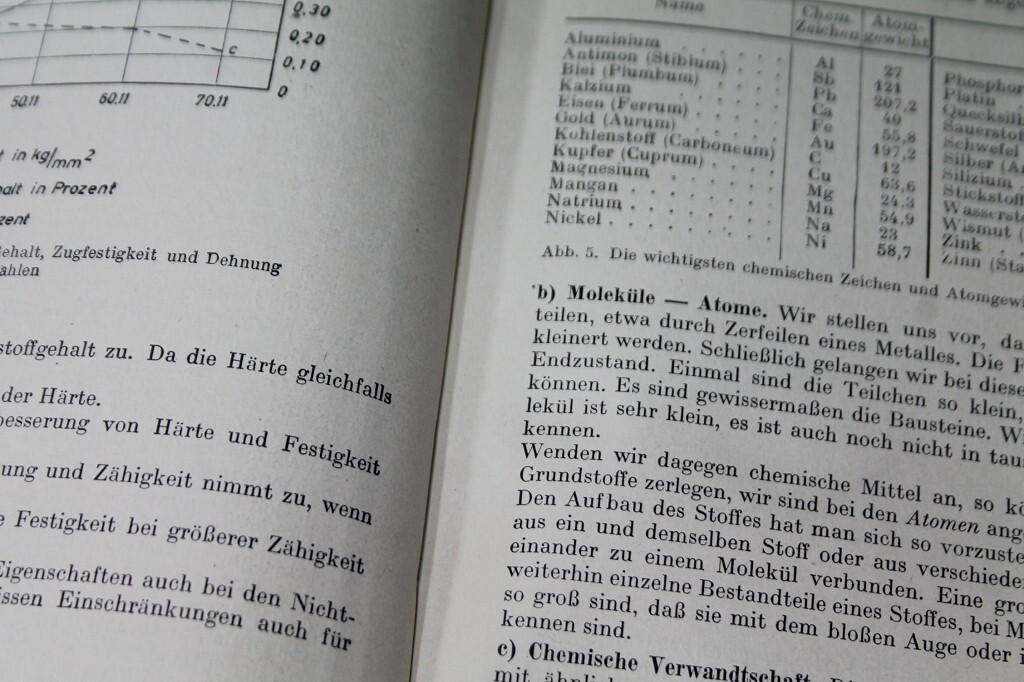 0.30
0,20
0,10
0
c
50.11 60.11 70.11
in kg/mm²
halt in Prozent
zent
gehalt, Zugfestigkeit und Dehnung
ahlen
stoffgehalt zu. Da die Härte gleichfalls
der Härte.
besserung von Härte und Festigkeit
ung und Zähigkeit nimmt zu, wenn
e Festigkeit bei größerer Zähigkeit
Eigenschaften auch bei den Nicht-
issen Einschränkungen auch für
Name Chem. Zeichen Atom- gewicht
Aluminium . . . . Al 27 Phosphor
Antimon (Stibium) . . . Sb 121 Platin
Blei (Plumbum) . . . Pb 207,2 Quecksil
Kalzium . . . . Ca 40 Sauerstof
Eisen (Ferrum) . . . Fe 55,8 Schwefel
Gold (Aurum) . . . . Au 197,2 Silber (A
Kohlenstoff (Carboneum) C 12 Silizium
Kupfer (Cuprum) . . . Cu 63,6 Stickstoff
Magnesium . . . . Mg 24,3 Wasserst
Mangan . . . . . . Mn 54,9 Wismut (
Natrium . . . . . . Na 23 Zink . .
Nickel . . . . . . . Ni 58,7 Zinn (Sta
Abb. 5. Die wichtigsten chemischen Zeichen und Atomgewi
b) Moleküle — Atome. Wir stellen uns vor, da
teilen, etwa durch Zerfeilen eines Metalles. Die F
kleinert werden. Schließlich gelangen wir bei diese
Endzustand. Einmal sind die Teilchen so klein,
können. Es sind gewissermaßen die Bausteine. W
lekül ist sehr klein, es ist auch noch nicht in tau
kennen.
Wenden wir dagegen chemische Mittel an, so kö
Grundstoffe zerlegen, wir sind bei den Atomen ang
Den Aufbau des Stoffes hat man sich so vorzuste
aus ein und demselben Stoff oder aus verschiede
einander zu einem Molekül verbunden. Eine gro
weiterhin einzelne Bestandteile eines Stoffes, bei M
so groß sind, daß sie mit dem bloßen Auge oder i
kennen sind.
c) Chemische Verwandtschaft.
mit ähnlich